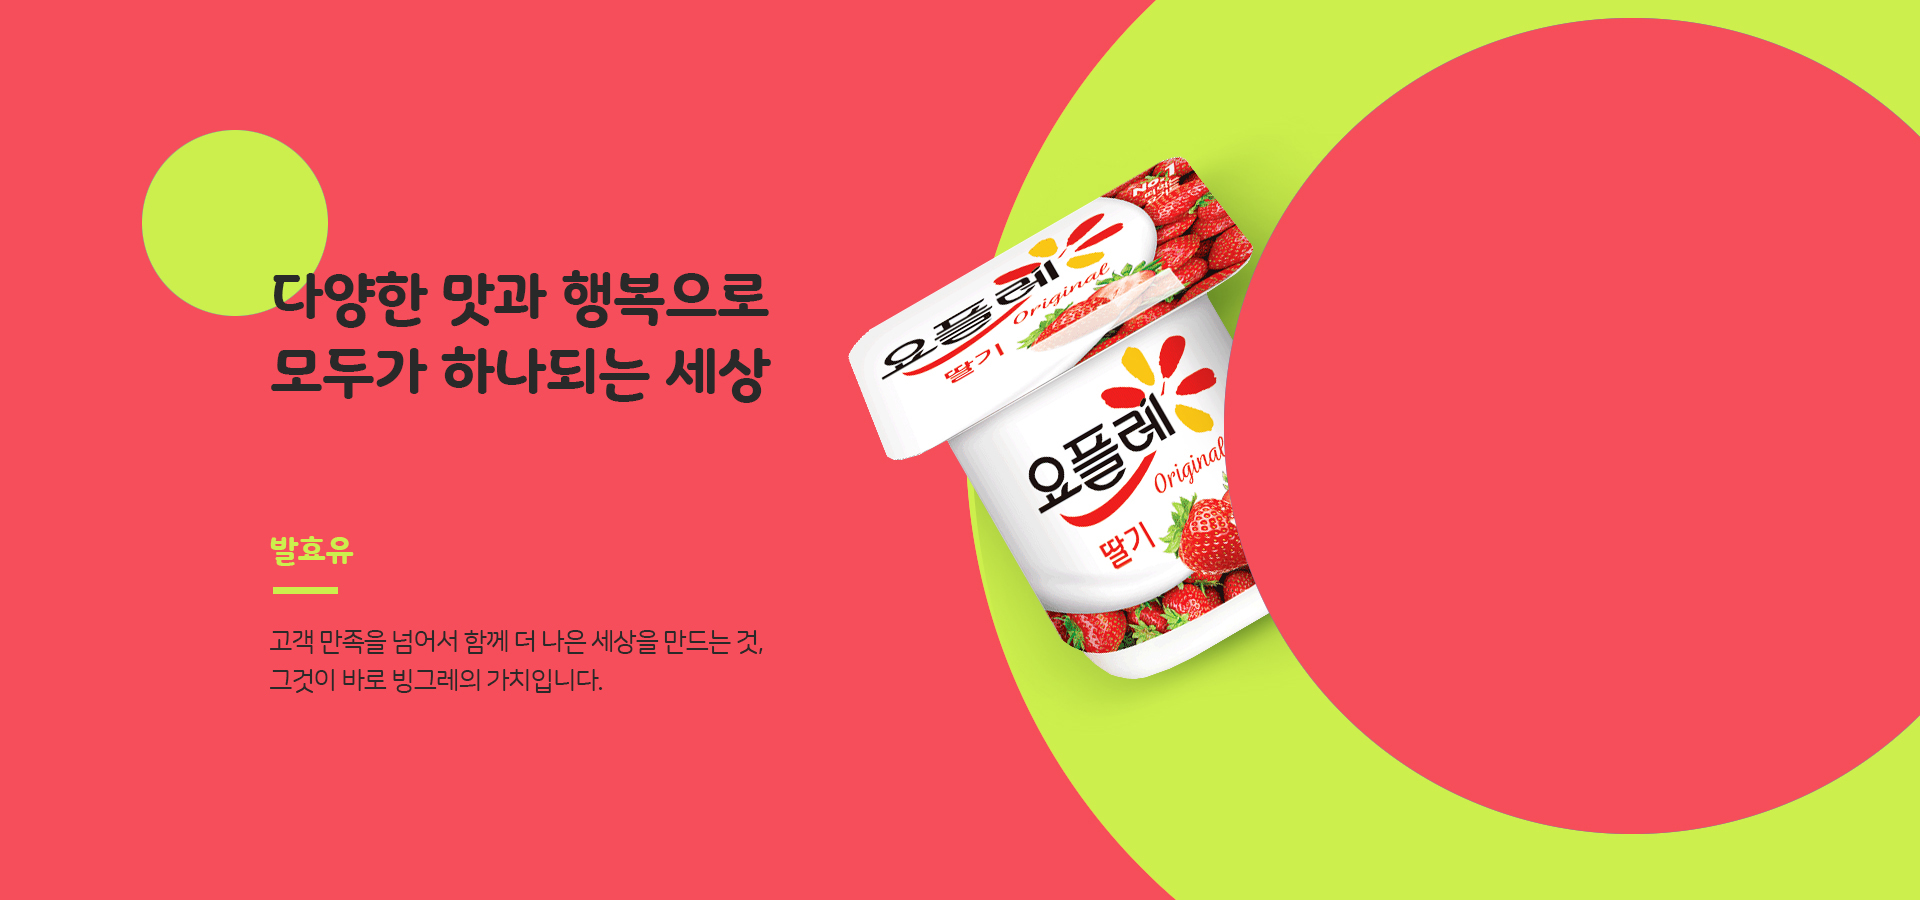 다양한 맛과 행복으로
모두가 하나되는 세상
발효유
고객 만족을 넘어서 함께 더 나은 세상을 만드는 것,
그것이 바로 빙그레의 가치입니다.
No.1
요플레
Original
딸기
요플레
Original
딸기